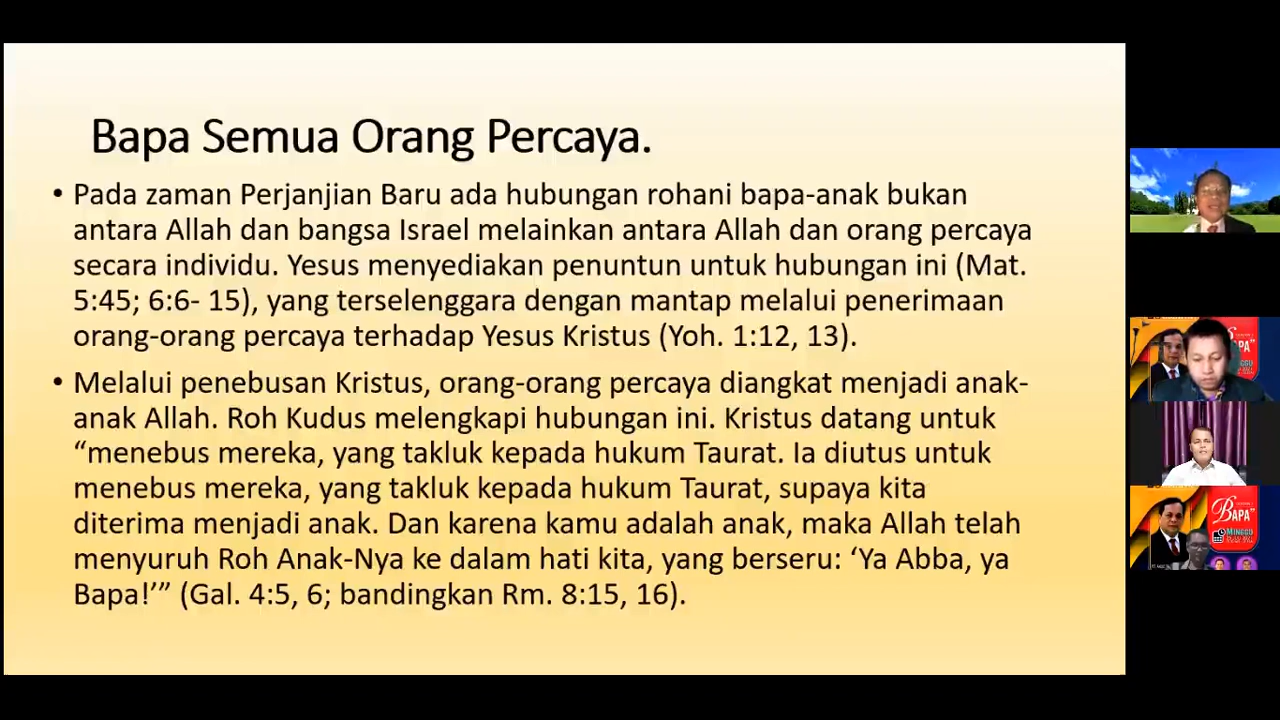 Bapa Semua Orang Percaya.
• Pada zaman Perjanjian Baru ada hubungan rohani bapa-anak bukan
antara Allah dan bangsa Israel melainkan antara Allah dan orang percaya
secara individu. Yesus menyediakan penuntun untuk hubungan ini (Mat.
5:45; 6:6- 15), yang terselenggara dengan mantap melalui penerimaan
orang-orang percaya terhadap Yesus Kristus (Yoh. 1:12, 13).
• Melalui penebusan Kristus, orang-orang percaya diangkat menjadi anak-
anak Allah. Roh Kudus melengkapi hubungan ini. Kristus datang untuk
“menebus mereka, yang takluk kepada hukum Taurat. Ia diutus untuk
menebus mereka, yang takluk kepada hukum Taurat, supaya kita
diterima menjadi anak. Dan karena kamu adalah anak, maka Allah telah
menyuruh Roh Anak-Nya ke dalam hati kita, yang berseru: ‘Ya Abba, ya
Bapa!’” (Gal. 4:5, 6; bandingkan Rm. 8:15, 16).
BAPA”
MINGGU